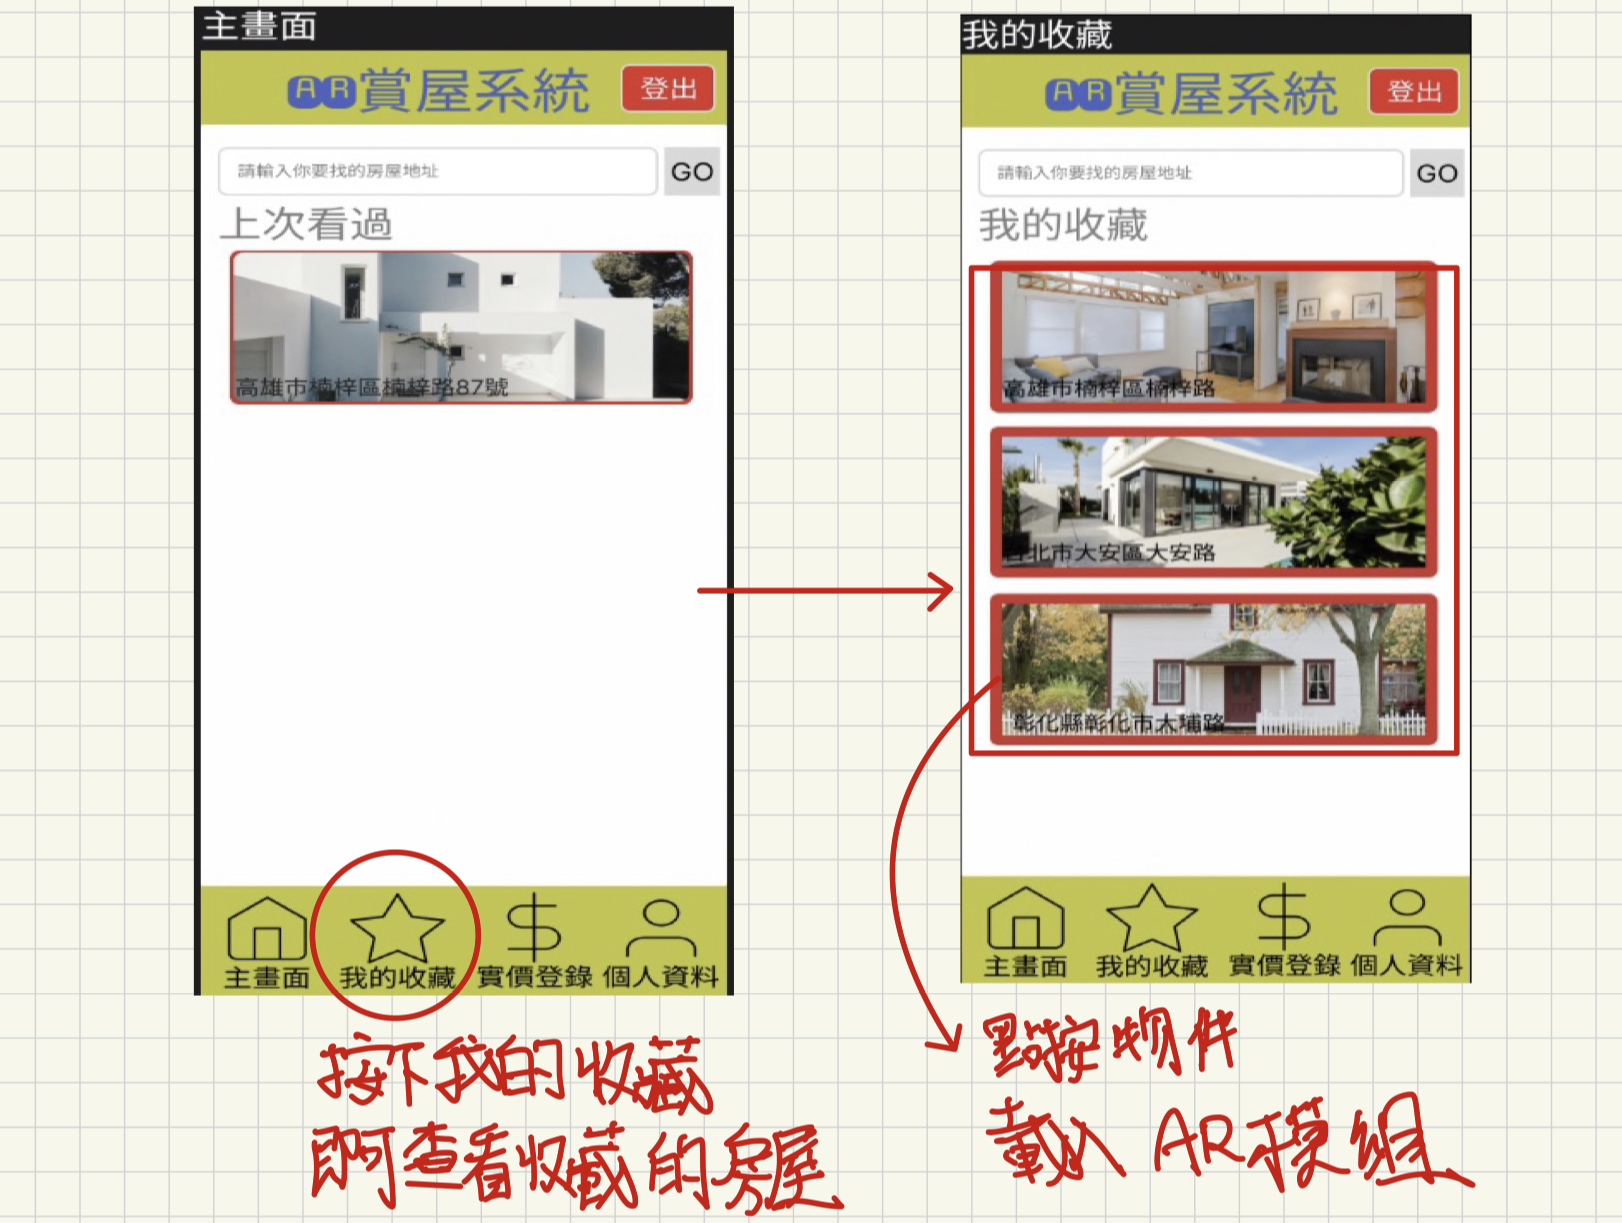 主畫面
AR賞屋系統
登出
請輸入你要找的房屋地址
GO
上次看過
高雄市楠梓區楠梓路87號
主畫面
我的收藏
實價登錄
個人資料
按下我的收藏
即可查看收藏的房屋
我的收藏
AR賞屋系統
登出
請輸入你要找的房屋地址
GO
我的收藏
高雄市楠梓區楠梓路
台北市大安區大安路
彰化縣彰化市大埔路
主畫面
我的收藏
實價登錄
個人資料
點按物件
載入AR模組